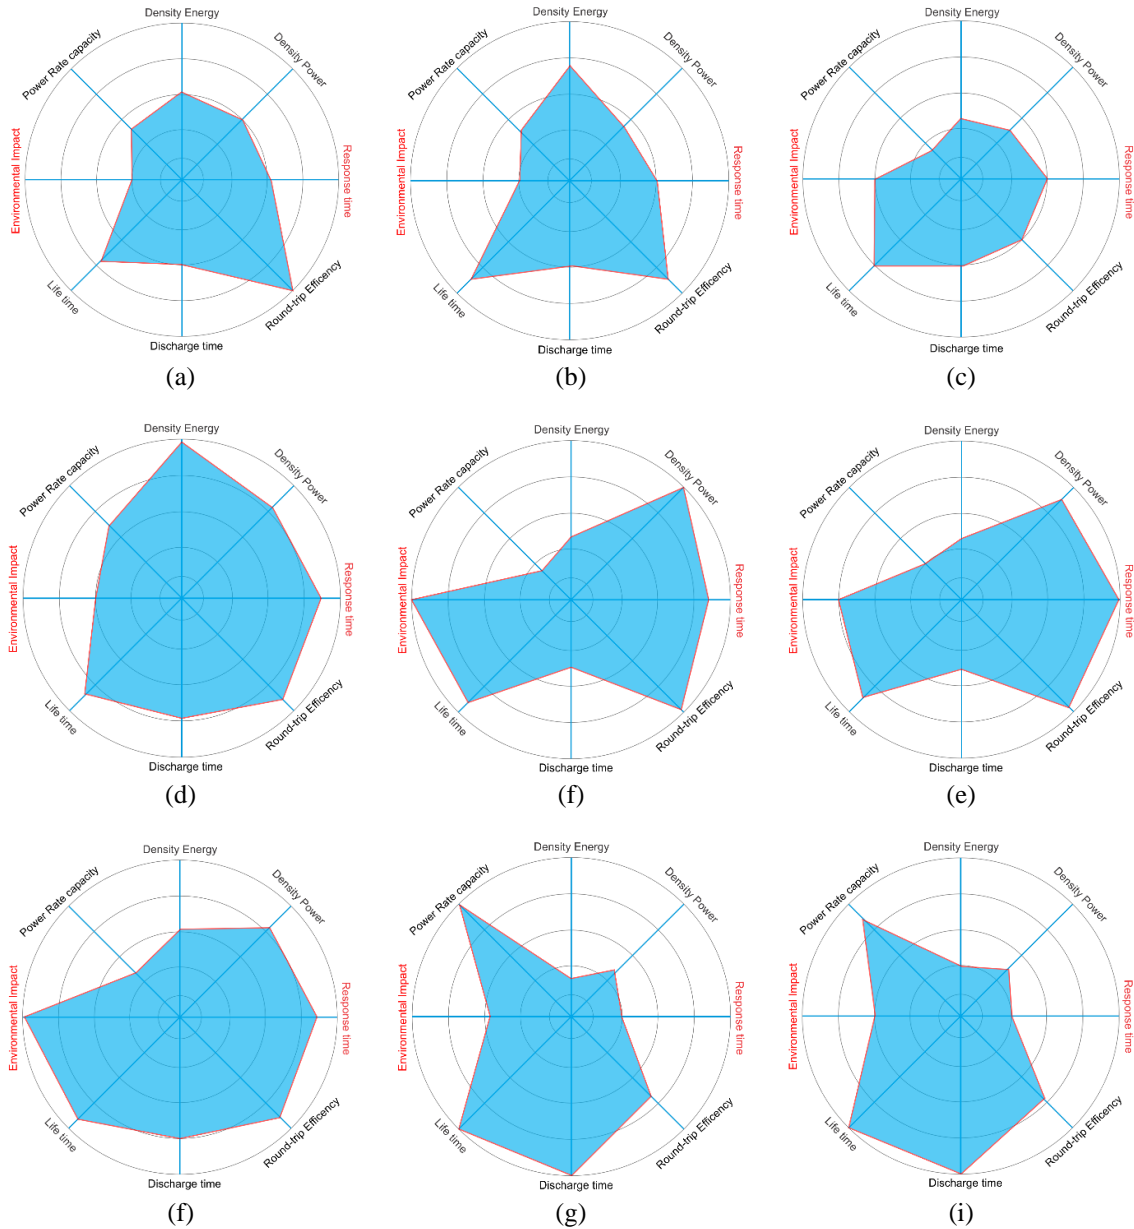 Density Energy
Density Energy
Density Energy
Power Rate capacity
Density Power
Power Rate capacity
Density Power
Power Rate capacity
Density Power
Environmental Impact
Response time
Environmental Impact
Response time
Environmental Impact
Response time
Life time
Round-trip Efficency
Life time
Round-trip Efficency
Life time
Round-trip Efficency
Discharge time
Discharge time
Discharge time
(a)
(b)
(c)
Density Energy
Density Energy
Density Energy
Power Rate capacity
Density Power
Power Rate capacity
Density Power
Power Rate capacity
Density Power
Environmental Impact
Response time
Environmental Impact
Response time
Environmental Impact
Response time
Life time
Round-trip Efficency
Life time
Round-trip Efficency
Life time
Round-trip Efficency
Discharge time
Discharge time
Discharge time
(d)
(f)
(e)
Density Energy
Density Energy
Density Energy
Power Rate capacity
Density Power
Power Rate capacity
Density Power
Power Rate capacity
Density Power
Environmental Impact
Response time
Environmental Impact
Response time
Environmental Impact
Response time
Life time
Round-trip Efficency
Life time
Round-trip Efficency
Life time
Round-trip Efficency
Discharge time
Discharge time
Discharge time
(f)
(g)
(i)